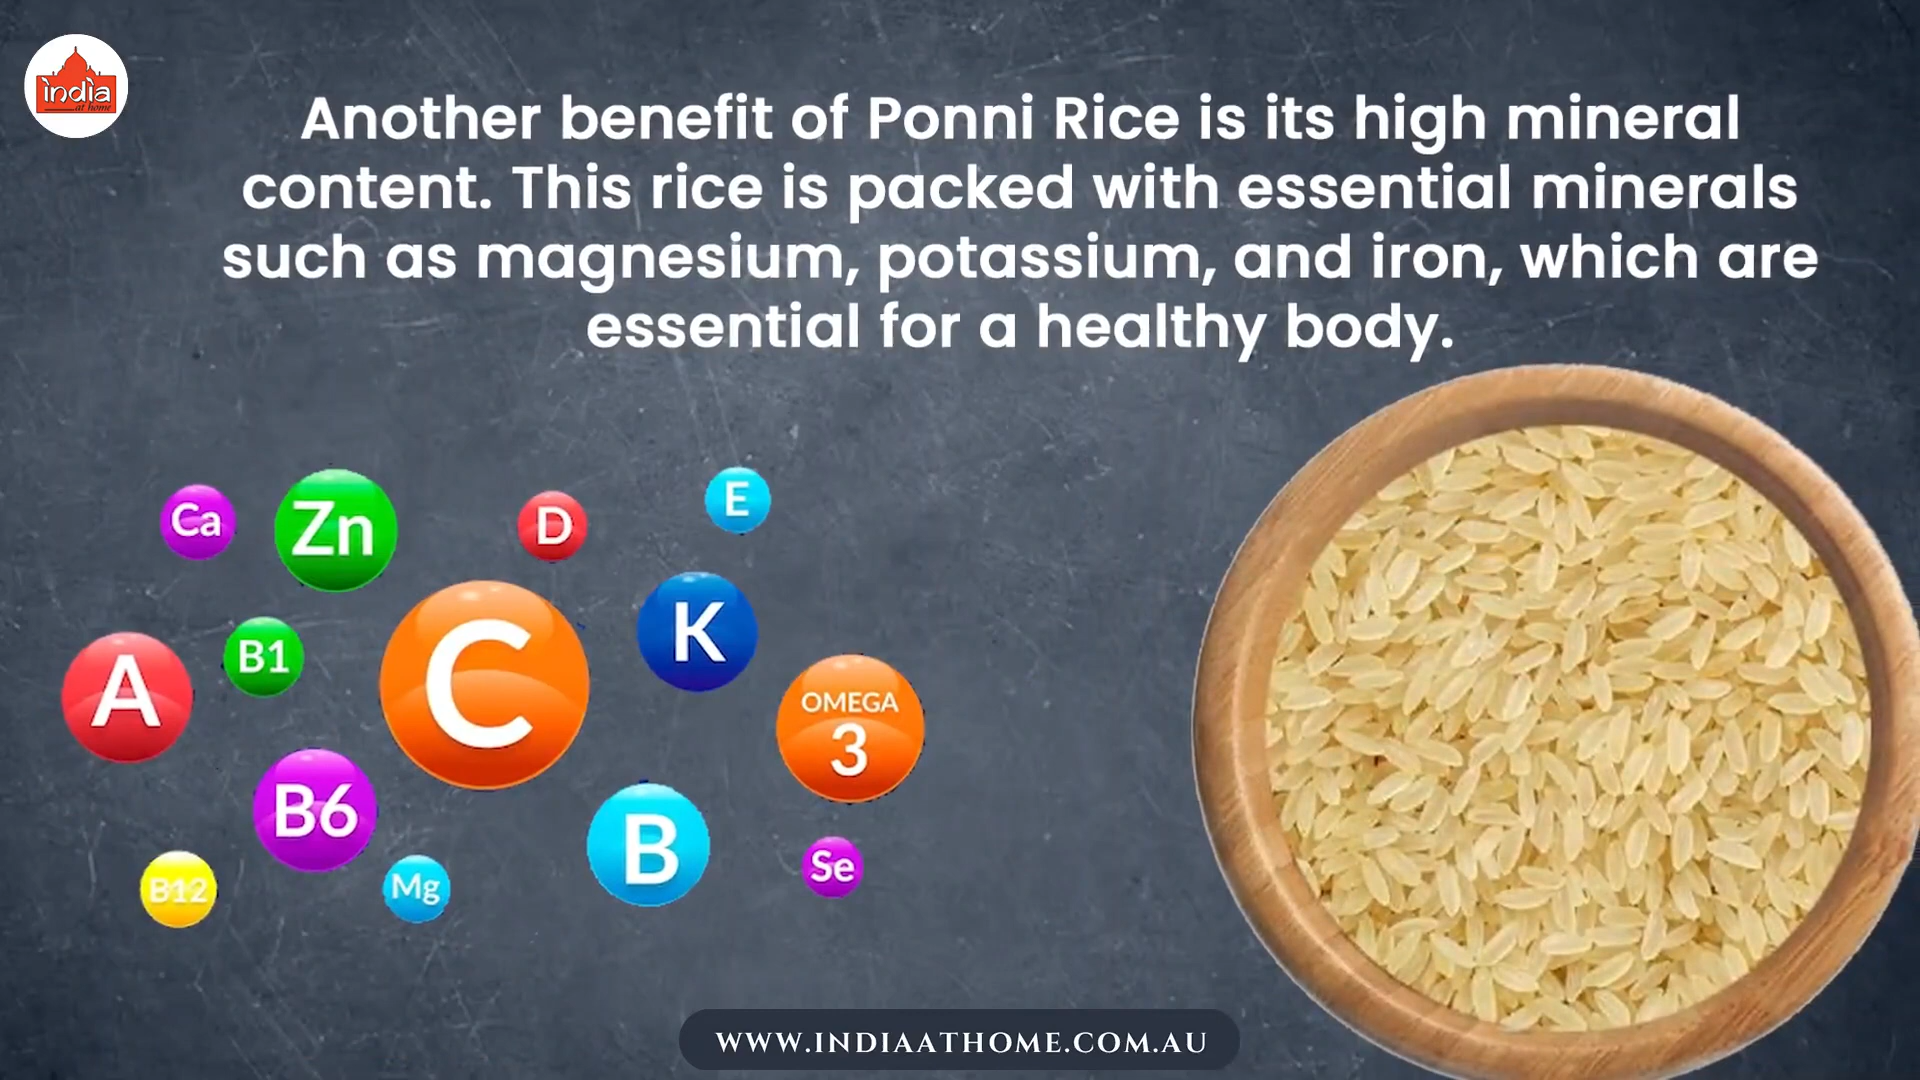 india
at home
Another benefit of Ponni Rice is its high mineral
content. This rice is packed with essential minerals
such as magnesium, potassium, and iron, which are
essential for a healthy body.
Ca
Zn
D
E
A
B1
C
K
OMEGA
3
B6
B
B12
Mg
Se
WWW.INDIAATHOME.COM.AU